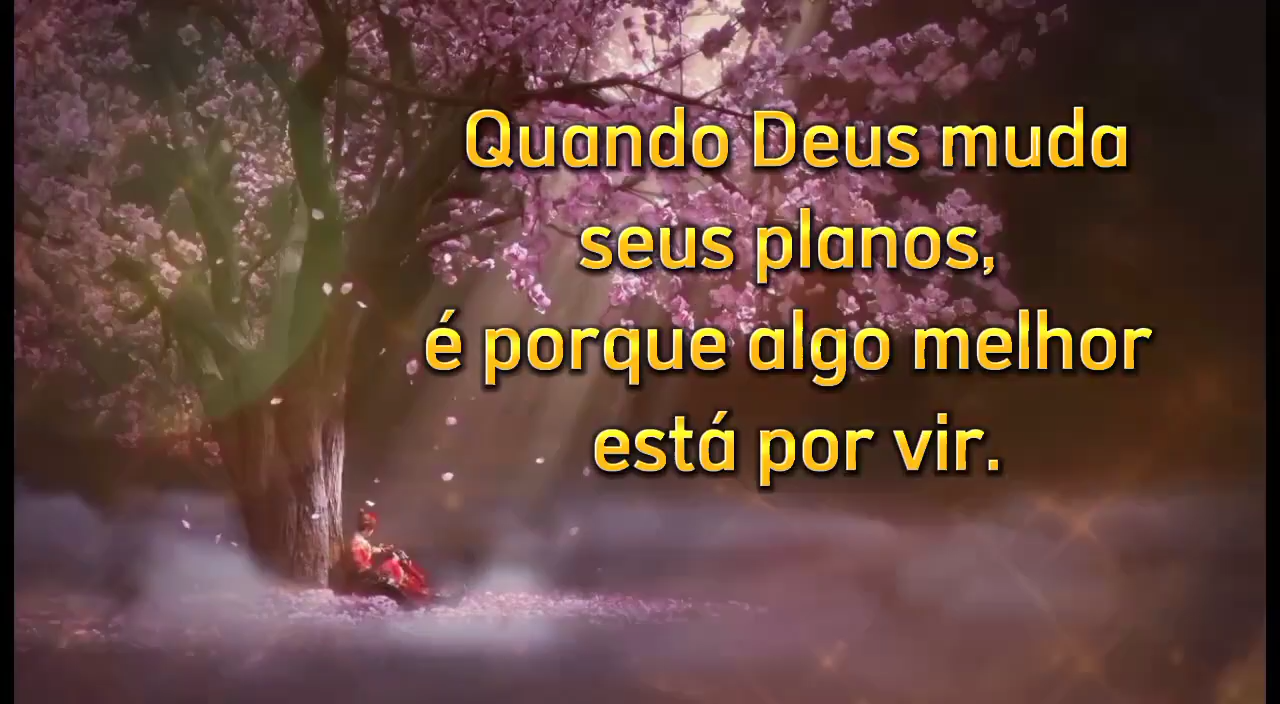 Quando Deus muda
seus planos,
é porque algo melhor
está por vir.